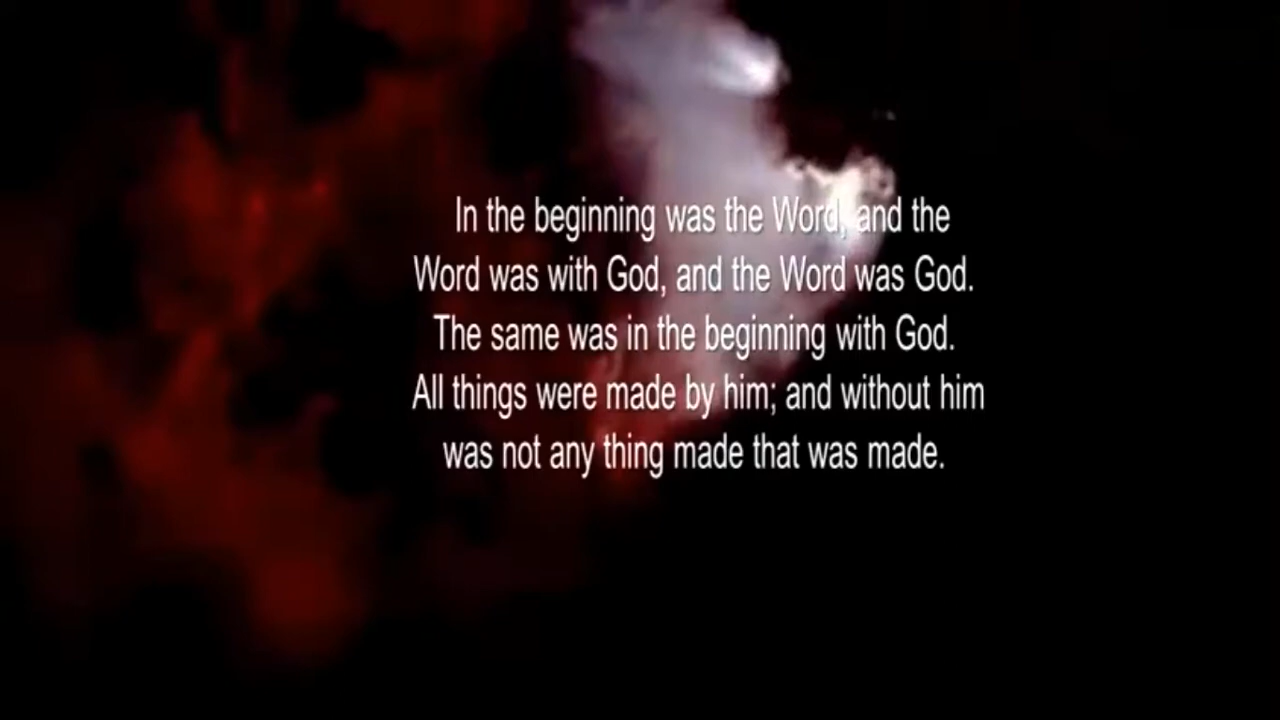 In the beginning was the Word, and the
Word was with God, and the Word was God.
The same was in the beginning with God.
All things were made by him; and without him
was not any thing made that was made.